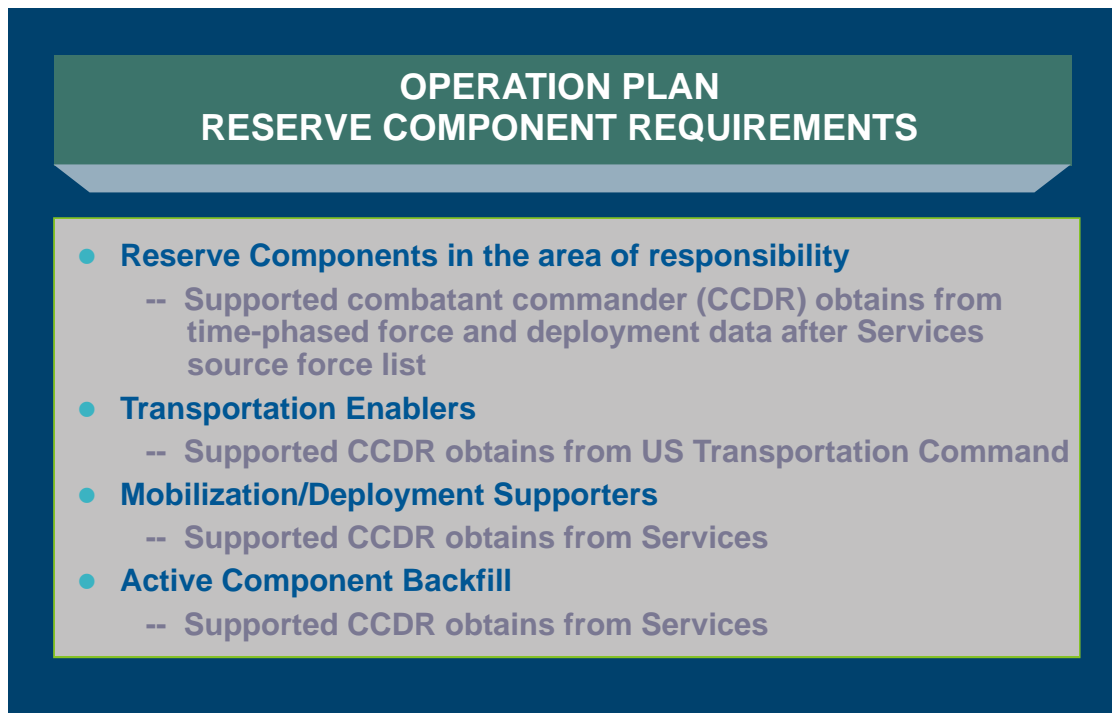 OPERATION PLAN
RESERVE COMPONENT REQUIREMENTS
● Reserve Components in the area of responsibility
-- Supported combatant commander (CCDR) obtains from
time-phased force and deployment data after Services
source force list
● Transportation Enablers
-- Supported CCDR obtains from US Transportation Command
● Mobilization/Deployment Supporters
-- Supported CCDR obtains from Services
● Active Component Backfill
-- Supported CCDR obtains from Services